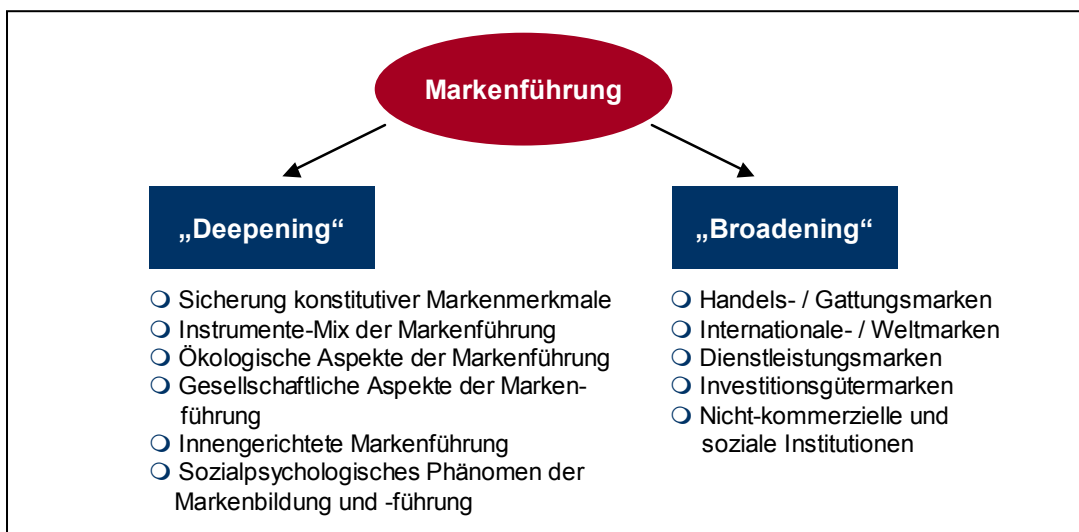 Markenführung
„Deepening“
Sicherung konstitutiver Markenmerkmale
Instrumente-Mix der Markenführung
Ökologische Aspekte der Markenführung
Gesellschaftliche Aspekte der Marken-
führung
Innengerichtete Markenführung
Sozialpsychologisches Phänomen der
Markenbildung und -führung
„Broadening“
Handels- / Gattungsmarken
Internationale- / Weltmarken
Dienstleistungsmarken
Investitionsgütermarken
Nicht-kommerzielle und
soziale Institutionen